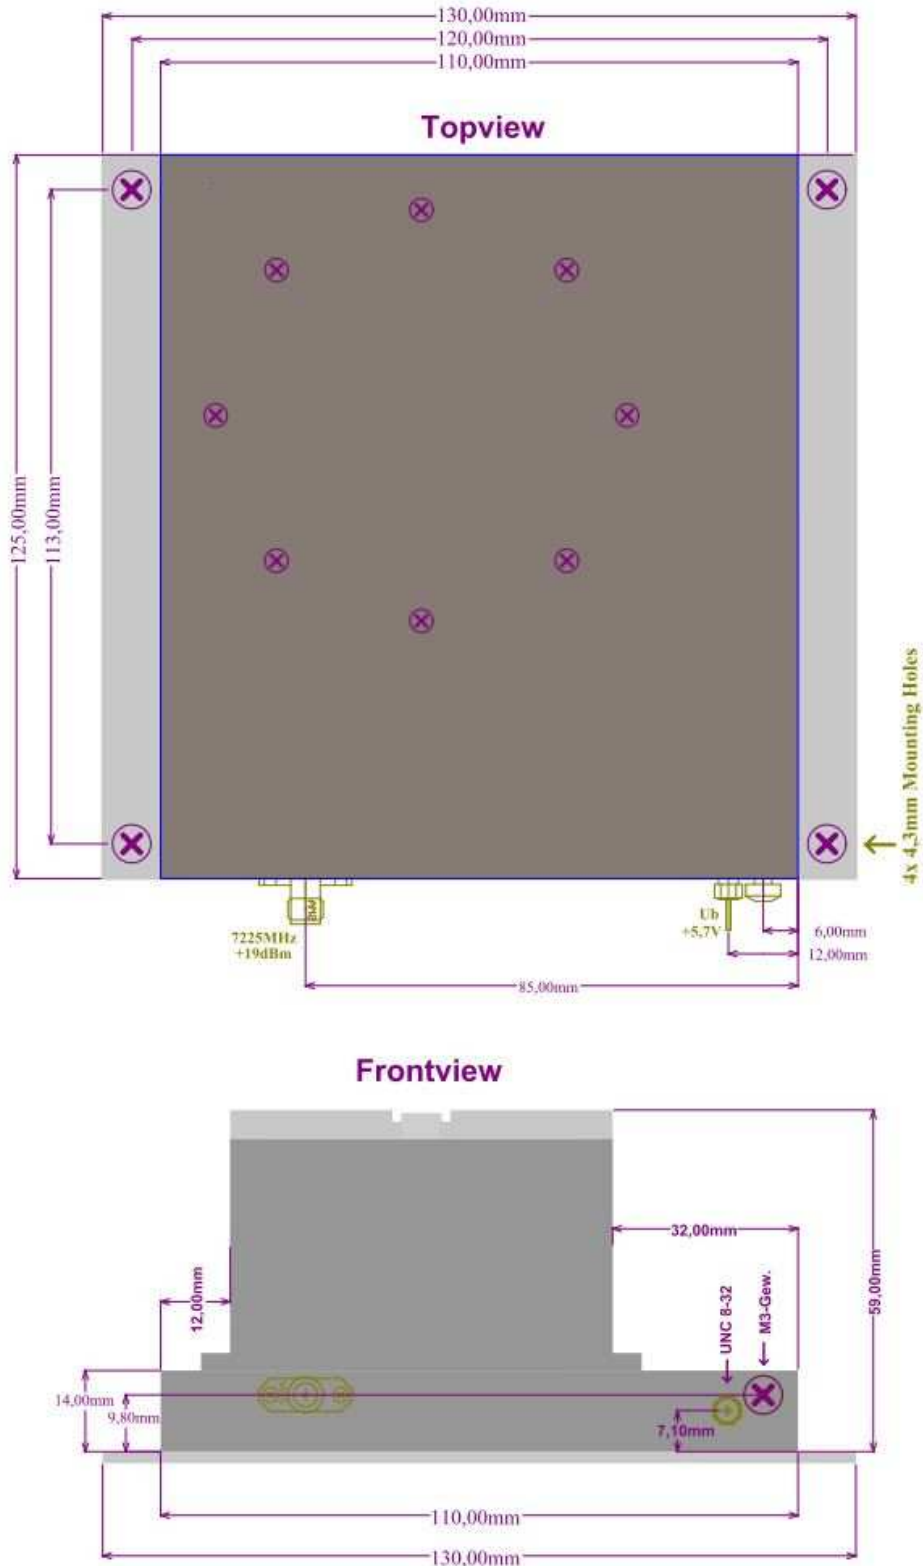 130,00mm
120,00mm
110,00mm
Topview
125,00mm
113,00mm
4x 4,3mm Mounting Holes
7225MHz
+19dBm
Ub
+5,7V
6,00mm
12,00mm
85,00mm
Frontview
32,00mm
59,00mm
12,00mm
UNC 8-32
M3-Gew.
14,00mm
9,80mm
7,10mm
110,00mm
130,00mm